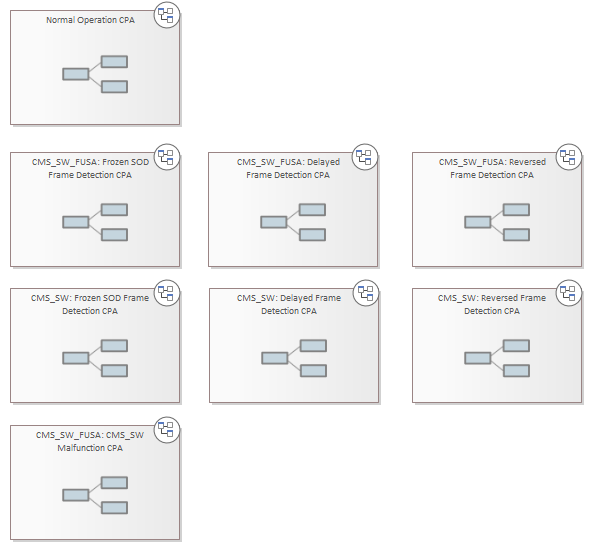 Normal Operation CPA
CMS_SW_FUSA: Frozen SOD
Frame Detection CPA
CMS_SW_FUSA: Delayed
Frame Detection CPA
CMS_SW_FUSA: Reversed
Frame Detection CPA
CMS_SW: Frozen SOD Frame
Detection CPA
CMS_SW: Delayed Frame
Detection CPA
CMS_SW: Reversed Frame
Detection CPA
CMS_SW_FUSA: CMS_SW
Malfunction CPA